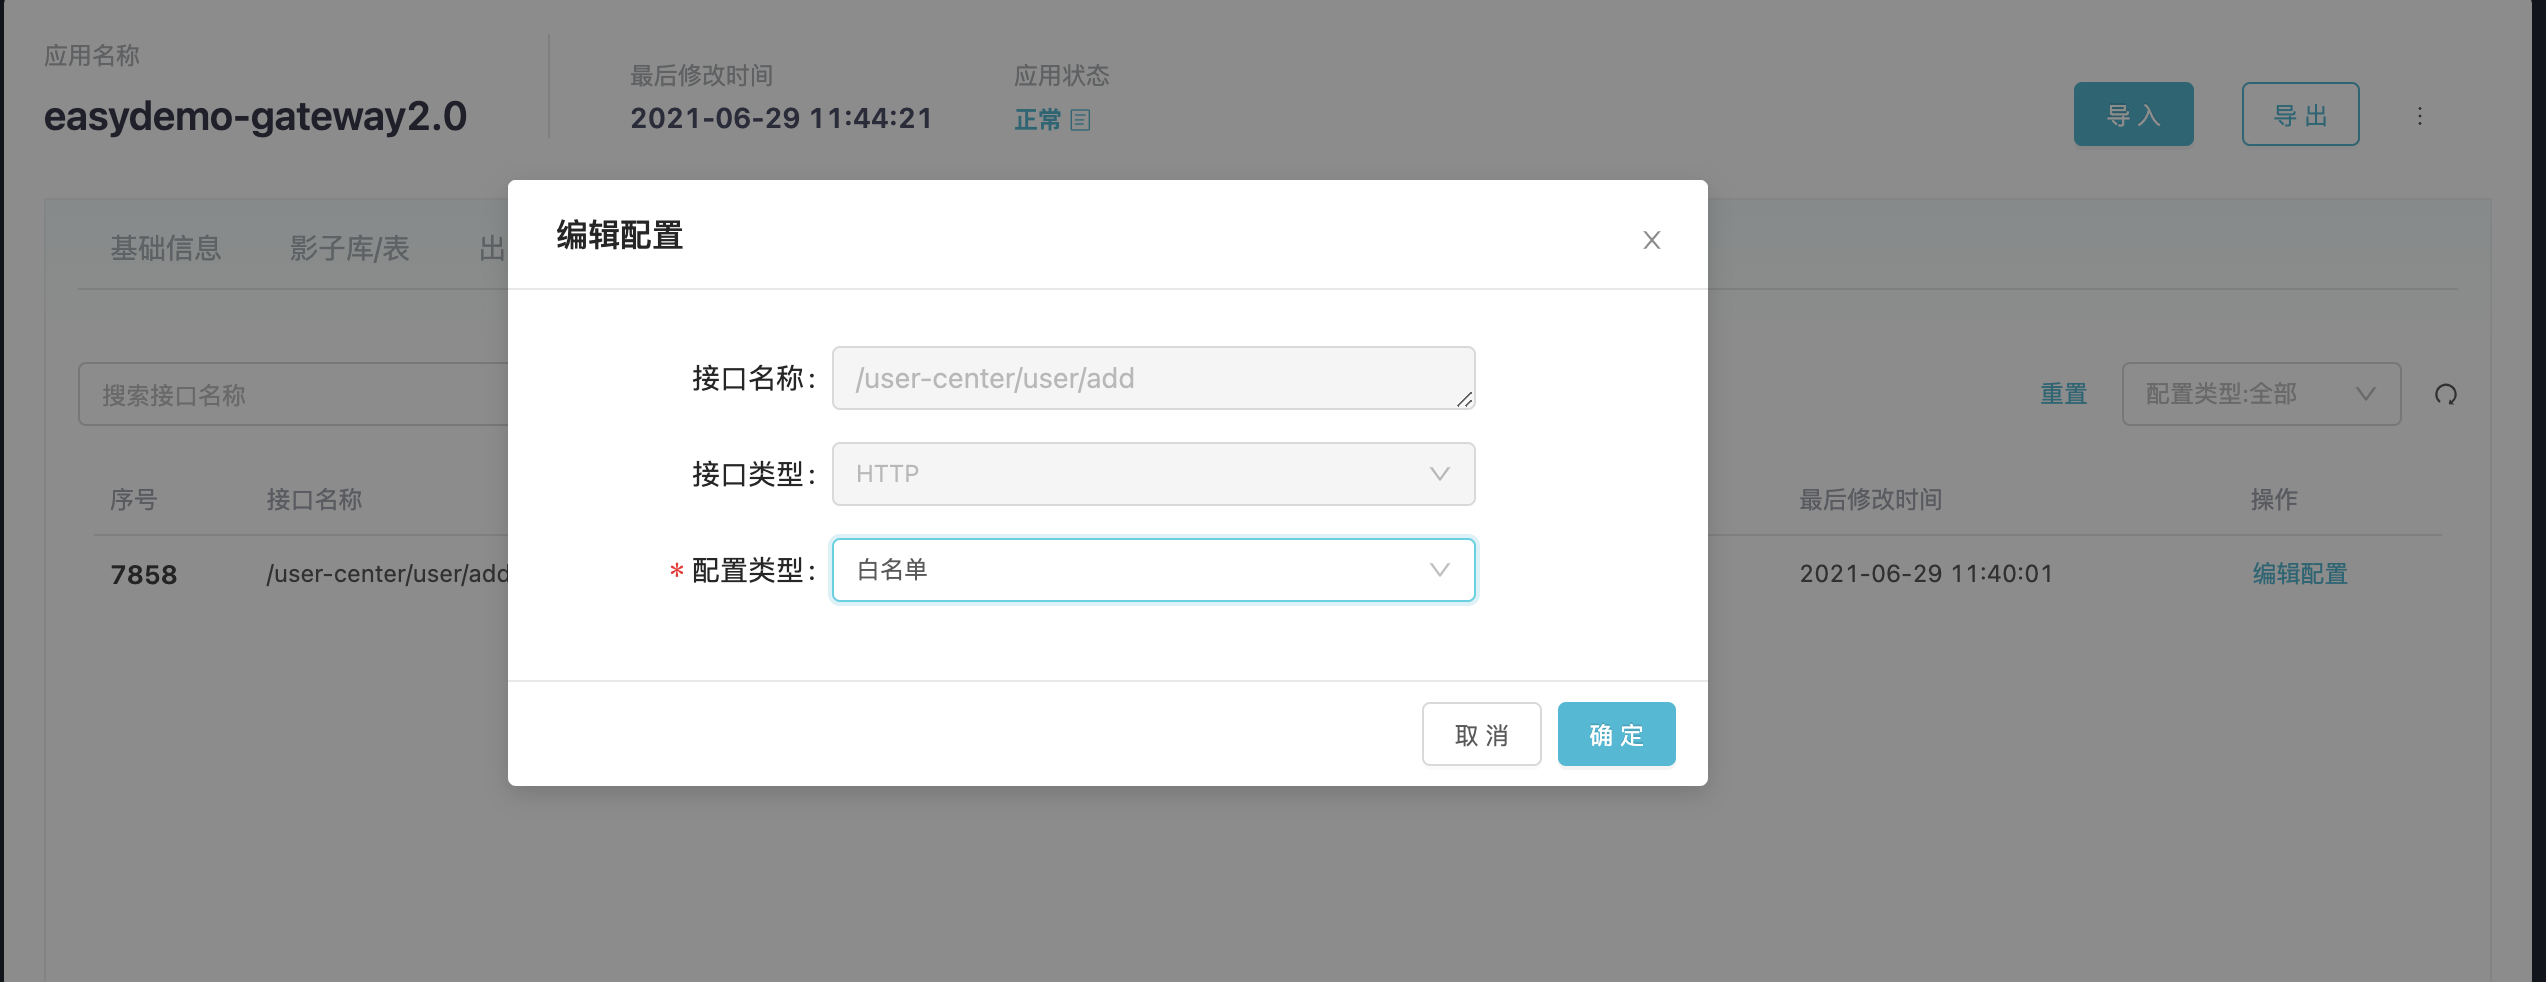 应用名称
easydemo-gateway2.0
最后修改时间
2021-06-29 11:44:21
应用状态
正常
导入
导出
基础信息
影子库/表
出
搜索接口名称
重置
配置类型:全部
序号
接口名称
最后修改时间
操作
7858
/user-center/user/add
2021-06-29 11:40:01
编辑配置
编辑配置
接口名称:
/user-center/user/add
接口类型:
HTTP
* 配置类型:
白名单
取消
确定